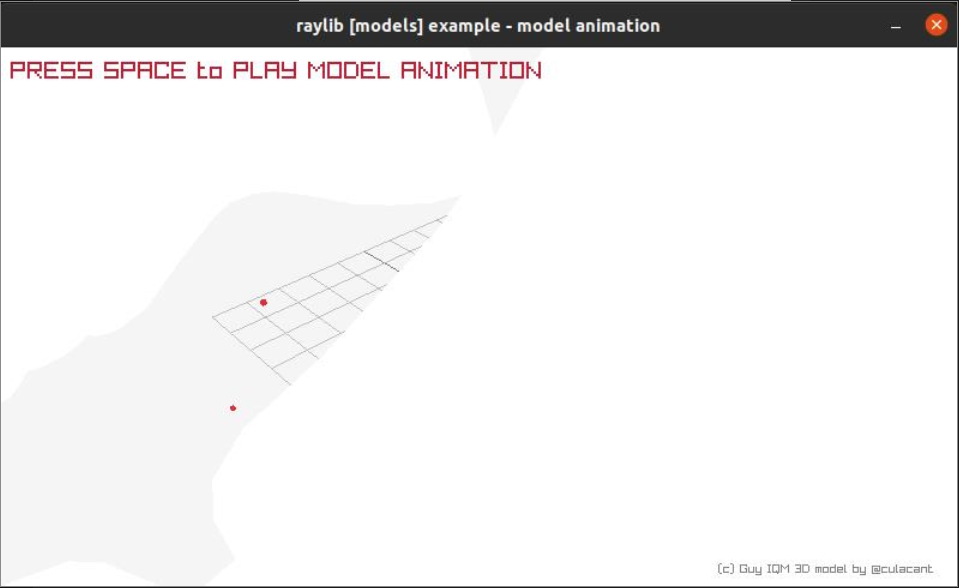 raylib [models] example - model animation
PRESS SPACE to PLAY MODEL ANIMATION
(c) Guy IQM 3D model by @culacant